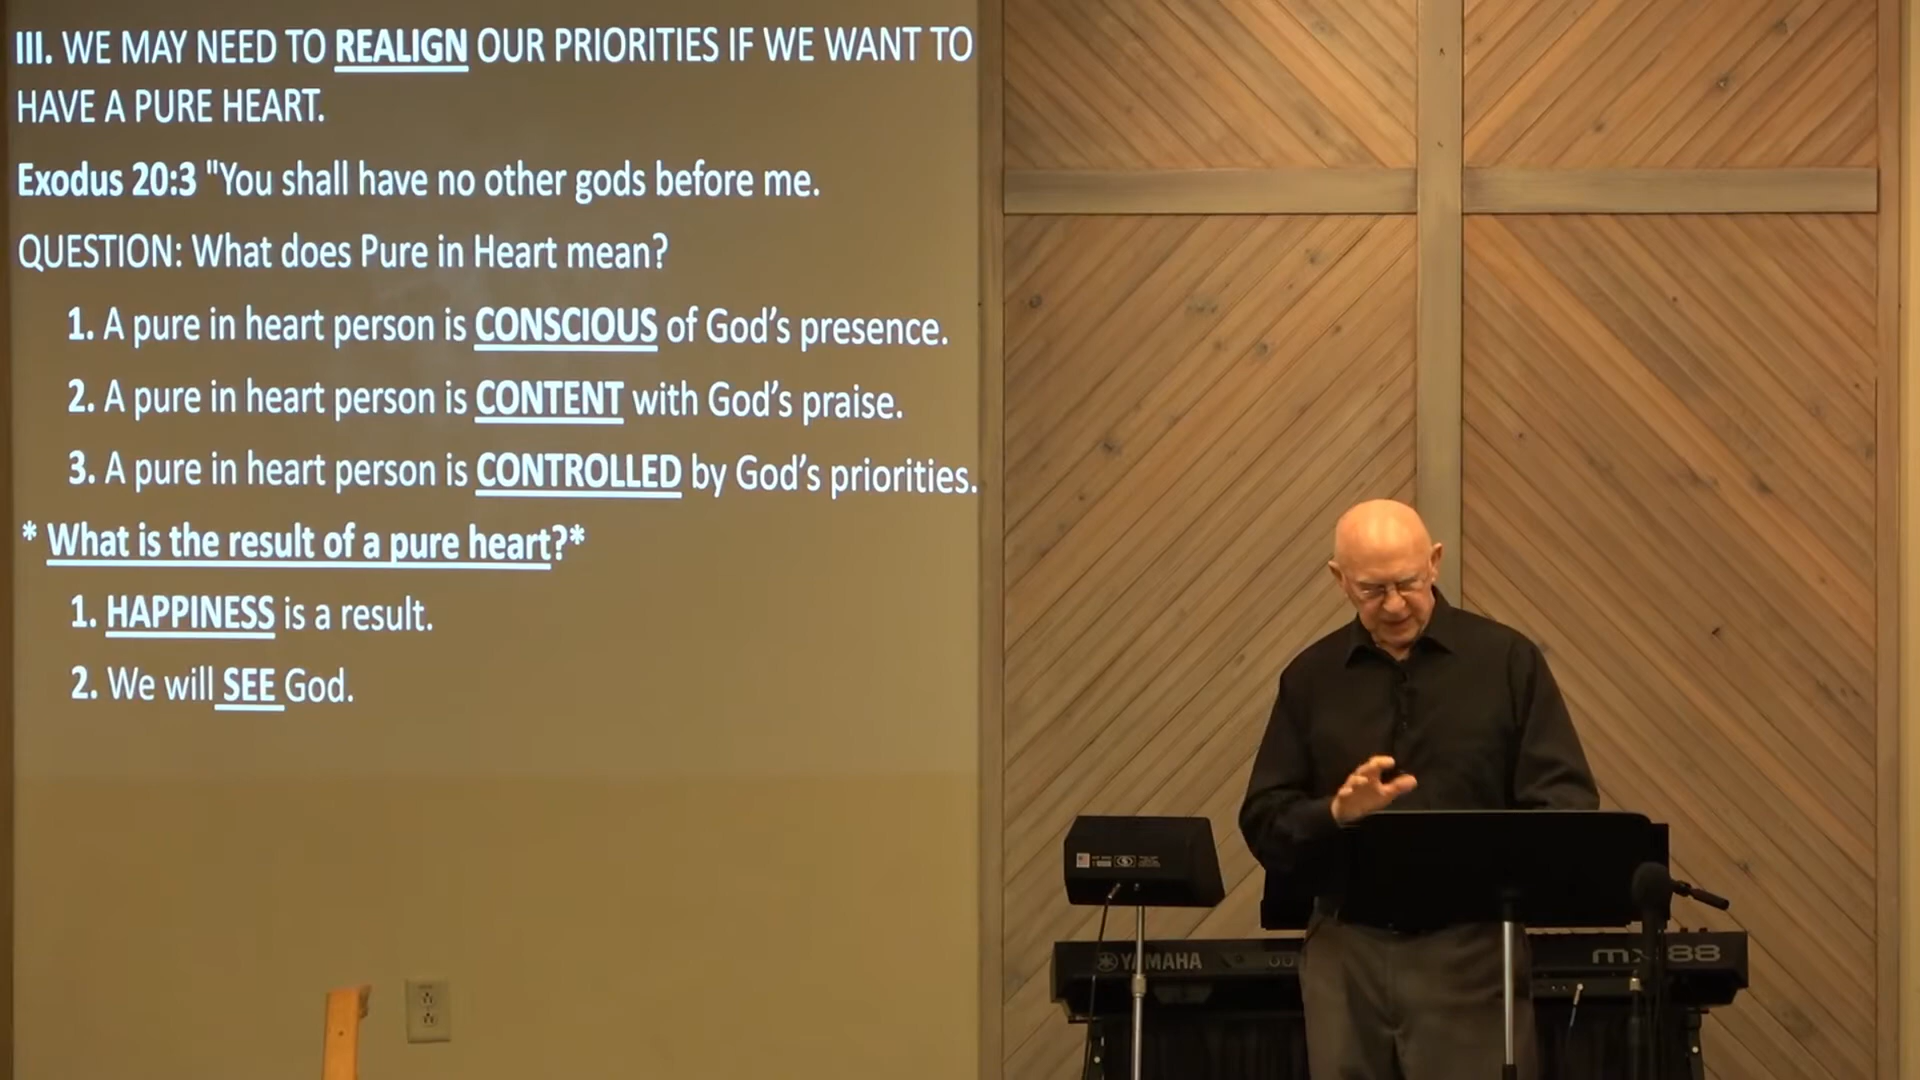 III. WE MAY NEED TO REALIGN OUR PRIORITIES IF WE WANT TO
HAVE A PURE HEART.
Exodus 20:3 "You shall have no other gods before me.
QUESTION: What does Pure in Heart mean?
1. A pure in heart person is CONSCIOUS of God's presence.
2. A pure in heart person is CONTENT with God's praise.
3. A pure in heart person is CONTROLLED by God's priorities.
* What is the result of a pure heart?*
1. HAPPINESS is a result.
2. We will SEE God.
YAMAHA
88